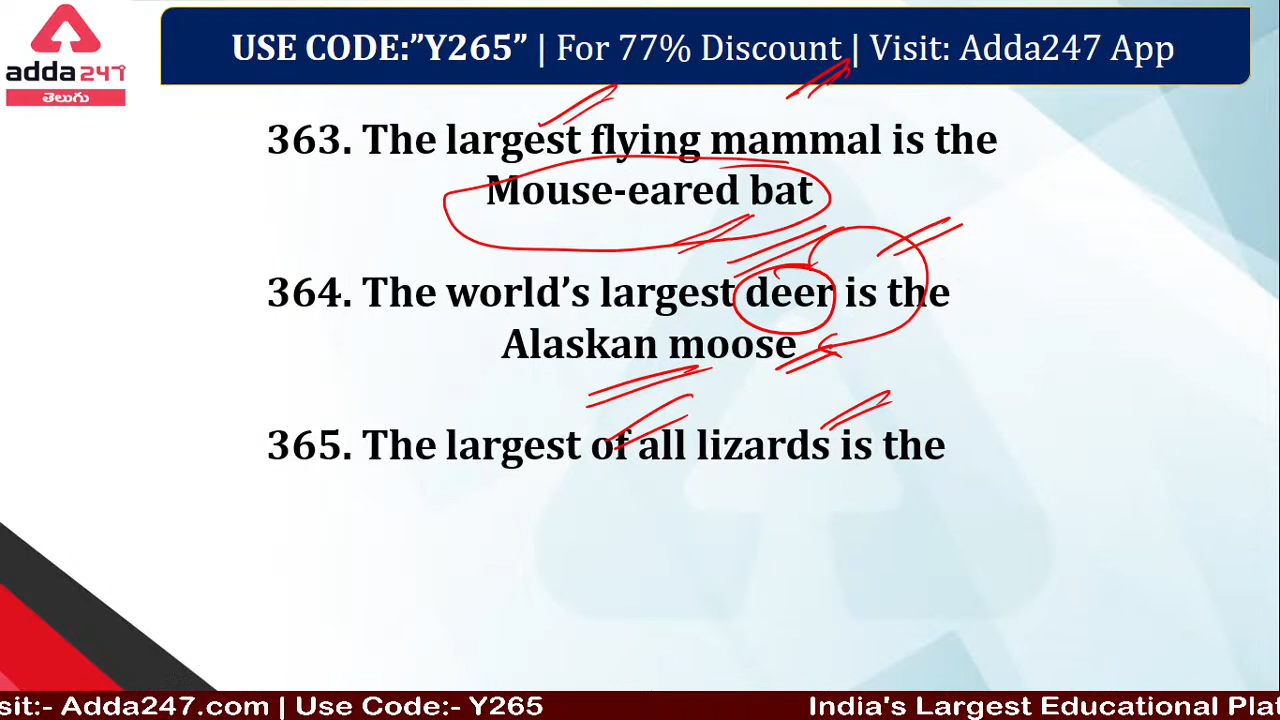 USE CODE:”Y265” | For 77% Discount | Visit: Adda247 App
adda247
తెలుగు
363. The largest flying mammal is the
Mouse-eared bat
364. The world’s largest deer is the
Alaskan moose
365. The largest of all lizards is the
sit:- Adda247.com | Use Code:- Y265 India's Largest Educational Plat